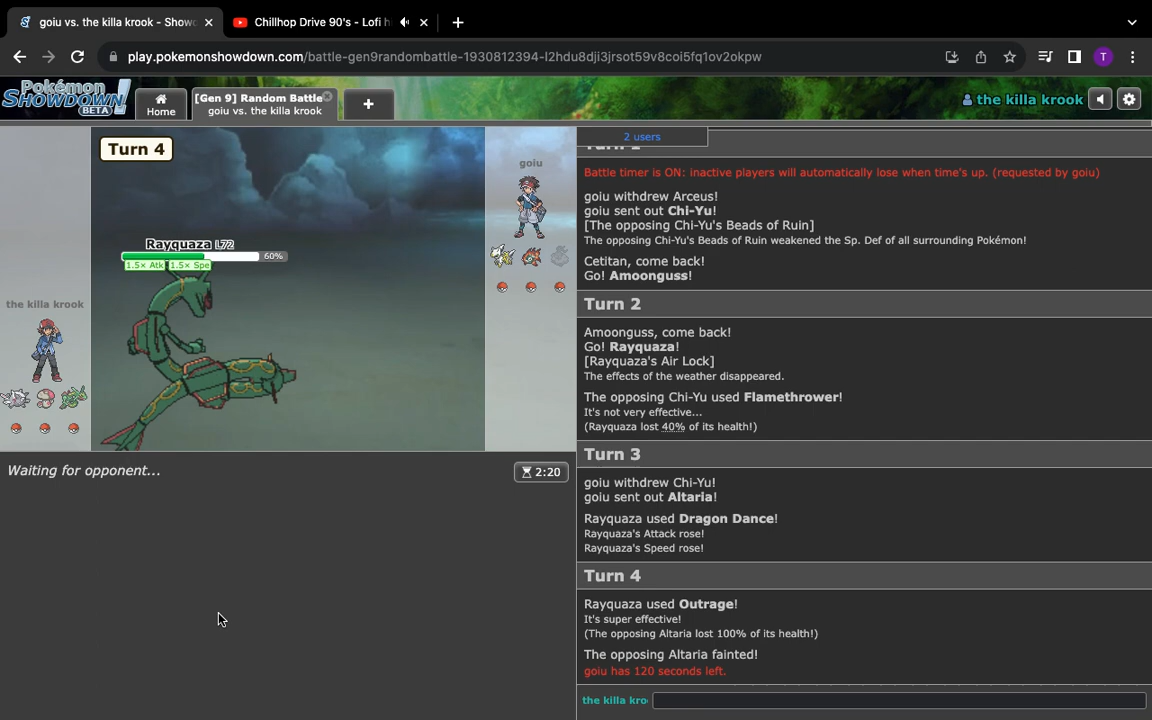 goiu vs. the killa krook - Show
Chillhop Drive 90's - Lofi h
play.pokemonshowdown.com/battle-gen9randombattle-1930812394-l2hdu8dji3jrsot59v8coi5fq1ov2okpw
T
Pokémon
SHOWDOWN!
BETA
Home
[Gen 9] Random Battle
goiu vs. the killa krook
the killa krook
Turn 4
goiu
Rayquaza L72
60%
1.5× Atk 1.5× Spe
the killa krook
Waiting for opponent...
2:20
2 users
Turn 1
Battle timer is ON: inactive players will automatically lose when time's up. (requested by goiu)
goiu withdrew Arceus!
goiu sent out Chi-Yu!
[The opposing Chi-Yu's Beads of Ruin]
The opposing Chi-Yu's Beads of Ruin weakened the Sp. Def of all surrounding Pokémon!
Cetitan, come back!
Go! Amoonguss!
Turn 2
Amoonguss, come back!
Go! Rayquaza!
[Rayquaza's Air Lock]
The effects of the weather disappeared.
The opposing Chi-Yu used Flamethrower!
It's not very effective...
(Rayquaza lost 40% of its health!)
Turn 3
goiu withdrew Chi-Yu!
goiu sent out Altaria!
Rayquaza used Dragon Dance!
Rayquaza's Attack rose!
Rayquaza's Speed rose!
Turn 4
Rayquaza used Outrage!
It's super effective!
(The opposing Altaria lost 100% of its health!)
The opposing Altaria fainted!
goiu has 120 seconds left.
the killa kro